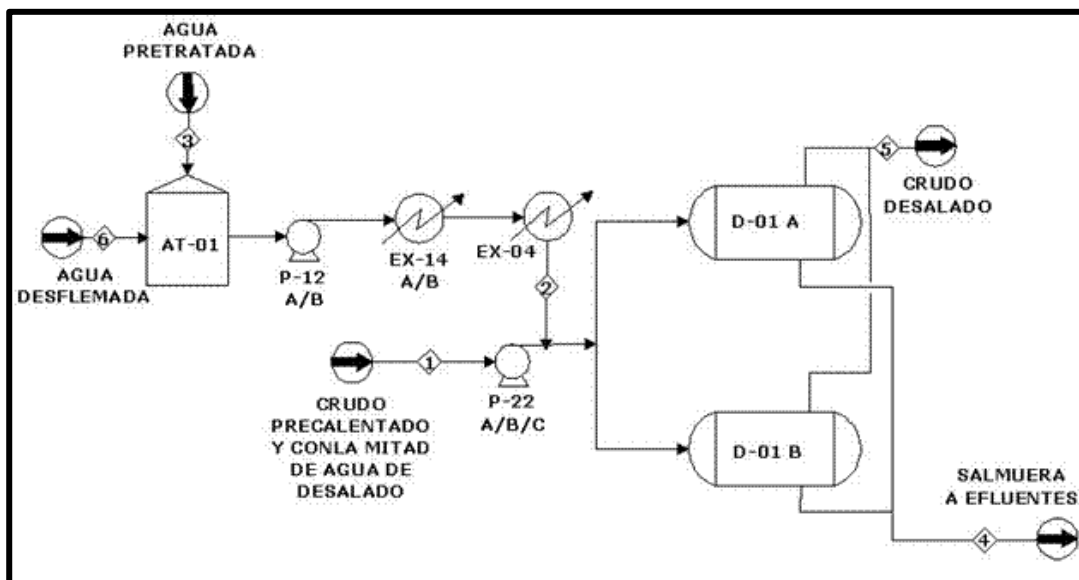 AGUA
PRETRATADA
3
6
AT-01
AGUA
DESFLEMADA
P-12
A/B
EX-14
A/B
EX-04
2
1
CRUDO
PRECALENTADO
Y CONLA MITAD
DE AGUA DE
DESALADO
P-22
A/B/C
D-01 A
5
CRUDO
DESALADO
D-01 B
SALMUERA
A EFLUENTES
4